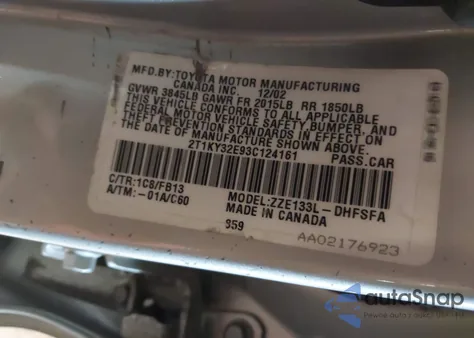 MFD.BY:TOYOTA MOTOR MANUFACTURING
CANADA INC. 12/02
GVWR 3845LB GAWR FR 2015LB RR 1850LB
THIS VEHICLE CONFORMS TO ALL APPLICABLE
FEDERAL MOTOR VEHICLE SAFETY,BUMPER, AND
THEFT PREVENTION STANDARDS IN EFFECT ON
THE DATE OF MANUFACTURE SHOWN ABOVE.
2T1KY32E93C124161 PASS.CAR
C/TR:1C8/FB13 MODEL:ZZE133L-DHFSFA
A/TM:-01A/C60 MADE IN CANADA
359 AA02176923
autoSnap